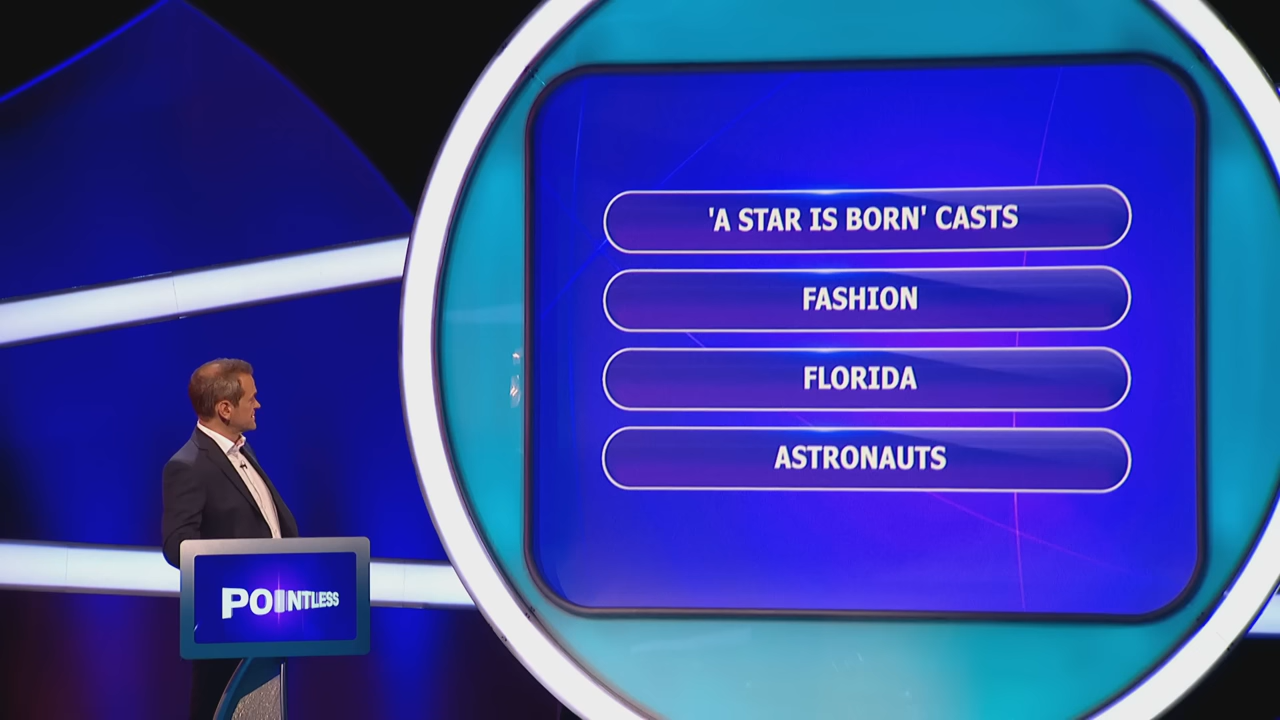 'A STAR IS BORN' CASTS
FASHION
FLORIDA
ASTRONAUTS
POINTLESS